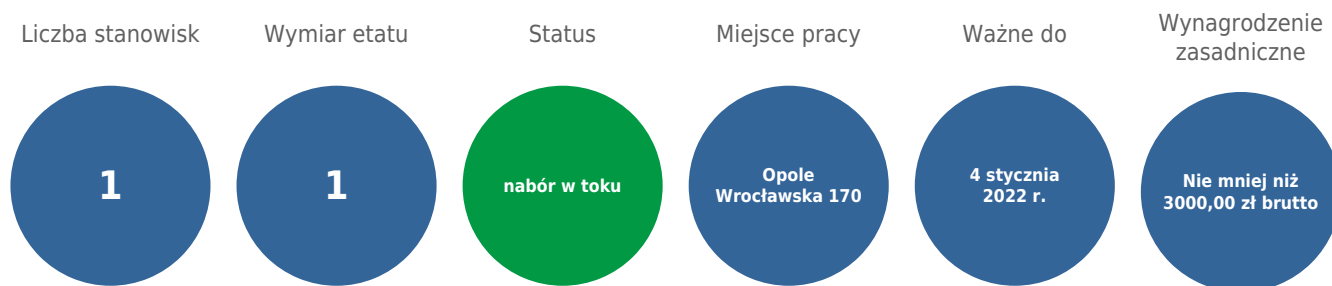 Liczba stanowisk
1
Wymiar etatu
1
Status
nabór w toku
Miejsce pracy
Opole
Wrocławska 170
Ważne do
4 stycznia
2022 r.
Wynagrodzenie
zasadnicze
Nie mniej niż
3000,00 zł brutto